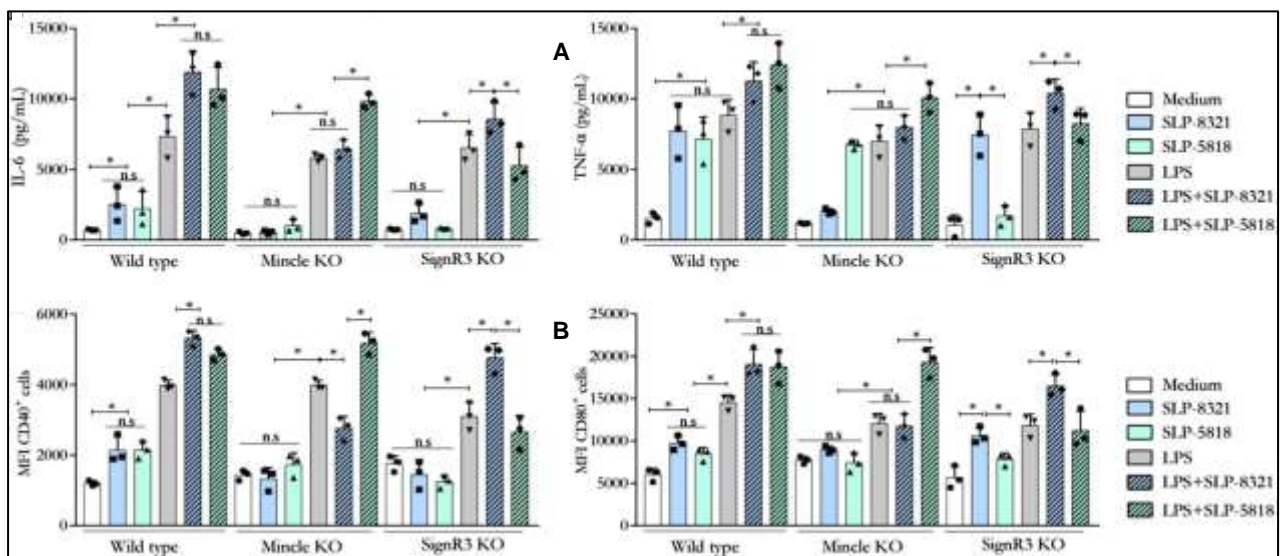 A
IL-6 (pg/mL)
15000
10000
5000
0
*
n.s
*
*
n.s
*
n.s
*
n.s
*
*
*
*
n.s
Wild type
Mincle KO
SignR3 KO
TNF-α (pg/mL)
15000
10000
5000
0
*
n.s
*
n.s
*
*
n.s
*
*
*
*
Wild type
Mincle KO
SignR3 KO
Medium
SLP-8321
SLP-5818
LPS
LPS+SLP-8321
LPS+SLP-5818
B
MFI CD40⁺ cells
6000
4000
2000
0
*
n.s
*
n.s
*
*
*
n.s
*
*
*
n.s
Wild type
Mincle KO
SignR3 KO
MFI CD80⁺ cells
25000
20000
15000
10000
5000
0
*
n.s
*
*
n.s
*
*
n.s
n.s
*
*
*
*
Wild type
Mincle KO
SignR3 KO
Medium
SLP-8321
SLP-5818
LPS
LPS+SLP-8321
LPS+SLP-5818